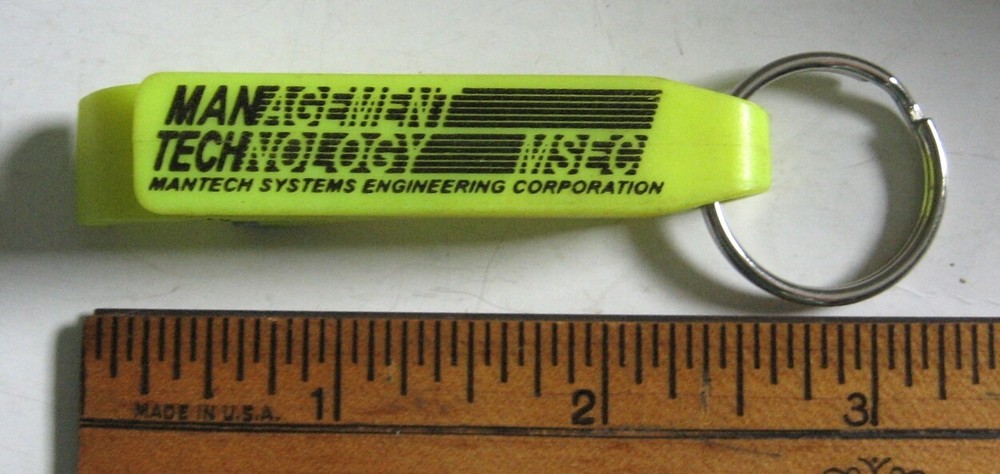 MANAGEMENT
TECHNOLOGY MSEC
MANTECH SYSTEMS ENGINEERING CORPORATION
1 2 3
MADE IN U.S.A.